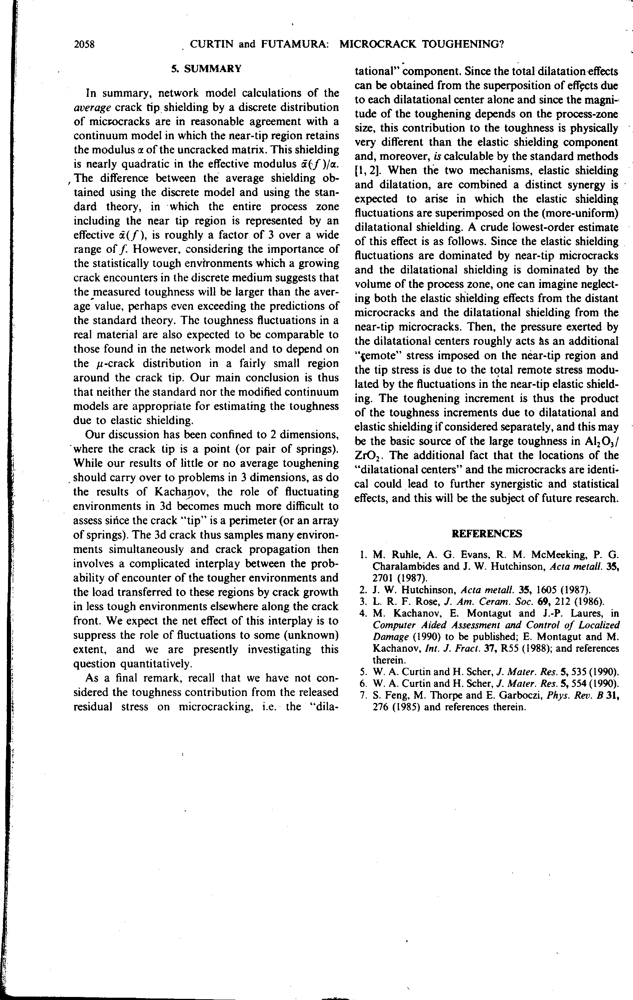 2058
CURTIN and FUTAMURA: MICROCRACK TOUGHENING?
5. SUMMARY
In summary, network model calculations of the
average crack tip shielding by a discrete distribution
of microcracks are in reasonable agreement with a
continuum model in which the near-tip region retains
the modulus α of the uncracked matrix. This shielding
is nearly quadratic in the effective modulus ᾱ(f)/α.
The difference between the average shielding ob-
tained using the discrete model and using the stan-
dard theory, in which the entire process zone
including the near tip region is represented by an
effective ᾱ(f), is roughly a factor of 3 over a wide
range of f. However, considering the importance of
the statistically tough environments which a growing
crack encounters in the discrete medium suggests that
the measured toughness will be larger than the aver-
age value, perhaps even exceeding the predictions of
the standard theory. The toughness fluctuations in a
real material are also expected to be comparable to
those found in the network model and to depend on
the μ-crack distribution in a fairly small region
around the crack tip. Our main conclusion is thus
that neither the standard nor the modified continuum
models are appropriate for estimating the toughness
due to elastic shielding.
Our discussion has been confined to 2 dimensions,
where the crack tip is a point (or pair of springs).
While our results of little or no average toughening
should carry over to problems in 3 dimensions, as do
the results of Kachanov, the role of fluctuating
environments in 3d becomes much more difficult to
assess since the crack “tip” is a perimeter (or an array
of springs). The 3d crack thus samples many environ-
ments simultaneously and crack propagation then
involves a complicated interplay between the prob-
ability of encounter of the tougher environments and
the load transferred to these regions by crack growth
in less tough environments elsewhere along the crack
front. We expect the net effect of this interplay is to
suppress the role of fluctuations to some (unknown)
extent, and we are presently investigating this
question quantitatively.
As a final remark, recall that we have not con-
sidered the toughness contribution from the released
residual stress on microcracking, i.e. the “dila-
tational” component. Since the total dilatation effects
can be obtained from the superposition of effects due
to each dilatational center alone and since the magni-
tude of the toughening depends on the process-zone
size, this contribution to the toughness is physically
very different than the elastic shielding component
and, moreover, is calculable by the standard methods
[1, 2]. When the two mechanisms, elastic shielding
and dilatation, are combined a distinct synergy is
expected to arise in which the elastic shielding
fluctuations are superimposed on the (more-uniform)
dilatational shielding. A crude lowest-order estimate
of this effect is as follows. Since the elastic shielding
fluctuations are dominated by near-tip microcracks
and the dilatational shielding is dominated by the
volume of the process zone, one can imagine neglect-
ing both the elastic shielding effects from the distant
microcracks and the dilatational shielding from the
near-tip microcracks. Then, the pressure exerted by
the dilatational centers roughly acts as an additional
“remote” stress imposed on the near-tip region and
the tip stress is due to the total remote stress modu-
lated by the fluctuations in the near-tip elastic shield-
ing. The toughening increment is thus the product
of the toughness increments due to dilatational and
elastic shielding if considered separately, and this may
be the basic source of the large toughness in Al₂O₃/
ZrO₂. The additional fact that the locations of the
“dilatational centers” and the microcracks are identi-
cal could lead to further synergistic and statistical
effects, and this will be the subject of future research.
REFERENCES
1. M. Ruhle, A. G. Evans, R. M. McMeeking, P. G.
Charalambides and J. W. Hutchinson, Acta metall. 35,
2701 (1987).
2. J. W. Hutchinson, Acta metall. 35, 1605 (1987).
3. L. R. F. Rose, J. Am. Ceram. Soc. 69, 212 (1986).
4. M. Kachanov, E. Montagut and J.-P. Laures, in
Computer Aided Assessment and Control of Localized
Damage (1990) to be published; E. Montagut and M.
Kachanov, Int. J. Fract. 37, R55 (1988); and references
therein.
5. W. A. Curtin and H. Scher, J. Mater. Res. 5, 535 (1990).
6. W. A. Curtin and H. Scher, J. Mater. Res. 5, 554 (1990).
7. S. Feng, M. Thorpe and E. Garboczi, Phys. Rev. B 31,
276 (1985) and references therein.